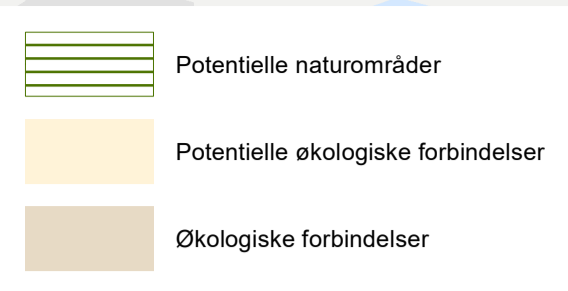 Potentielle naturområder
Potentielle økologiske forbindelser
Økologiske forbindelser